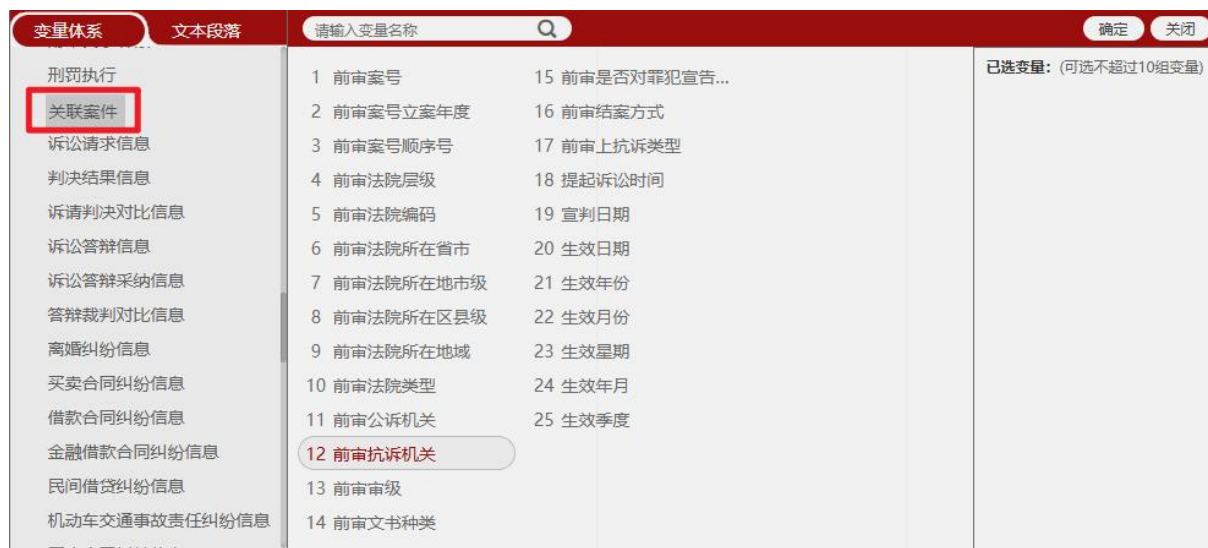 变量体系
文本段落
请输入变量名称
确定
关闭
刑罚执行
关联案件
诉讼请求信息
判决结果信息
诉请判决对比信息
诉讼答辩信息
诉讼答辩采纳信息
答辩裁判对比信息
离婚纠纷信息
买卖合同纠纷信息
借款合同纠纷信息
金融借款合同纠纷信息
民间借贷纠纷信息
机动车交通事故责任纠纷信息
1 前审案号
2 前审案号立案年度
3 前审案号顺序号
4 前审法院层级
5 前审法院编码
6 前审法院所在省市
7 前审法院所在地市级
8 前审法院所在区县级
9 前审法院所在地域
10 前审法院类型
11 前审公诉机关
12 前审抗诉机关
13 前审审级
14 前审文书种类
15 前审是否对罪犯宣告...
16 前审结案方式
17 前审上抗诉类型
18 提起诉讼时间
19 宣判日期
20 生效日期
21 生效年份
22 生效月份
23 生效星期
24 生效年月
25 生效季度
已选变量：(可选不超过10组变量)